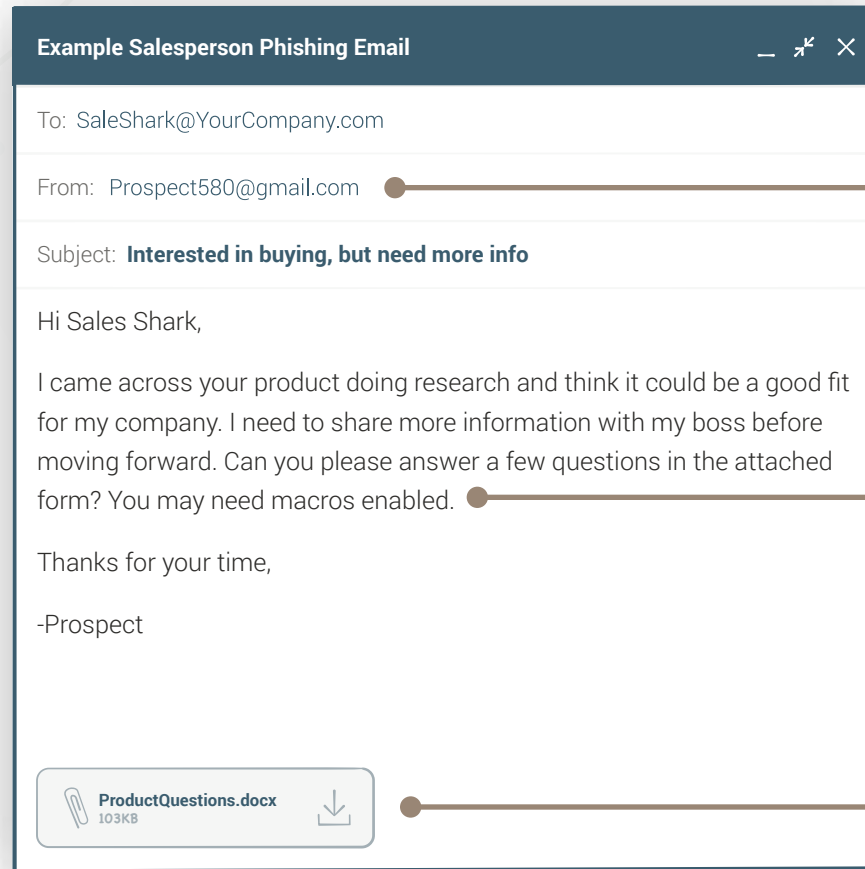 Example Salesperson Phishing Email
To: SaleShark@YourCompany.com
From: Prospect580@gmail.com
Subject: Interested in buying, but need more info
Hi Sales Shark,
I came across your product doing research and think it could be a good fit
for my company. I need to share more information with my boss before
moving forward. Can you please answer a few questions in the attached
form? You may need macros enabled.
Thanks for your time,
-Prospect
ProductQuestions.docx
103KB